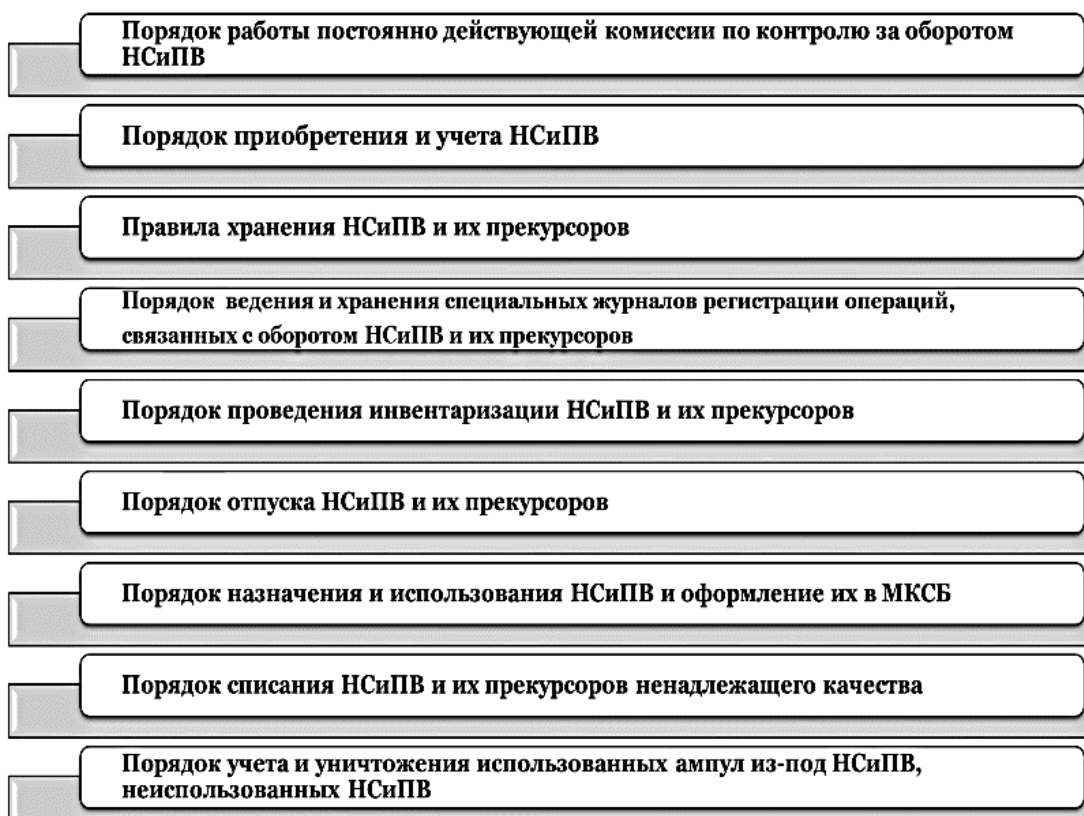 Порядок работы постоянно действующей комиссии по контролю за оборотом
НСиПВ
Порядок приобретения и учета НСиПВ
Правила хранения НСиПВ и их прекурсоров
Порядок ведения и хранения специальных журналов регистрации операций,
связанных с оборотом НСиПВ и их прекурсоров
Порядок проведения инвентаризации НСиПВ и их прекурсоров
Порядок отпуска НСиПВ и их прекурсоров
Порядок назначения и использования НСиПВ и оформление их в МКСБ
Порядок списания НСиПВ и их прекурсоров ненадлежащего качества
Порядок учета и уничтожения использованных ампул из-под НСиПВ,
неиспользованных НСиПВ